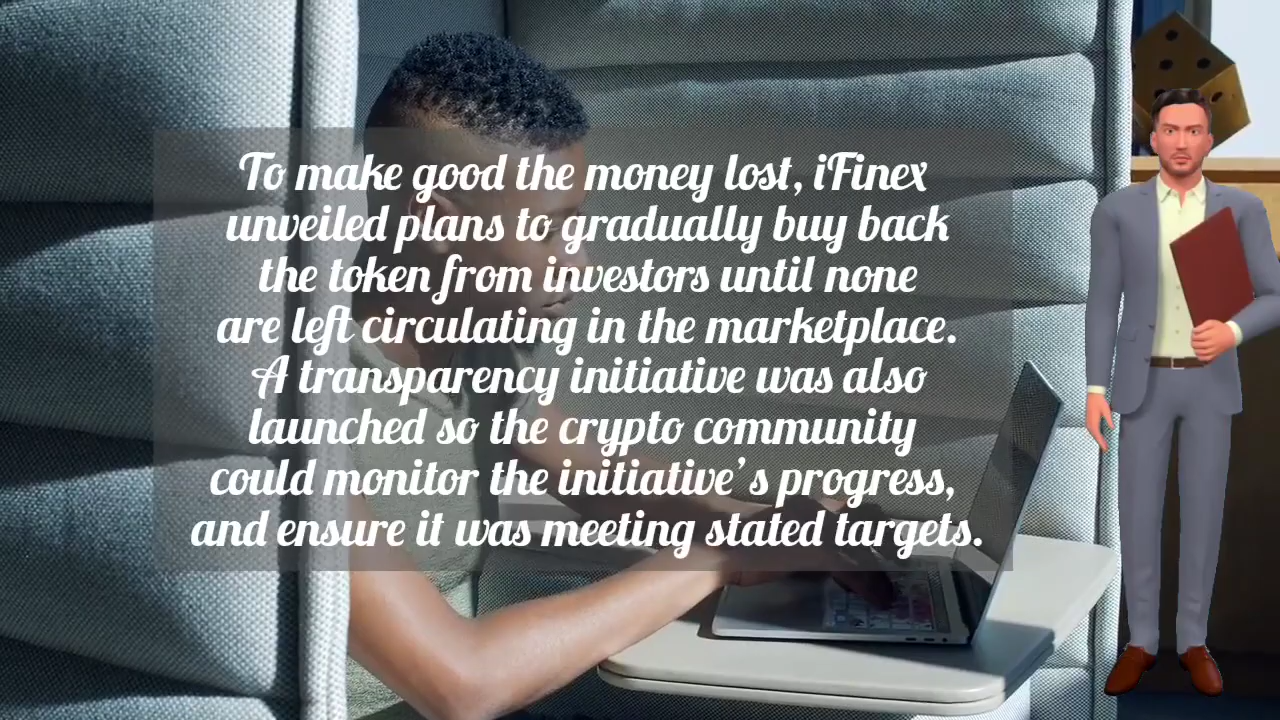 To make good the money lost, iFinex
unveiled plans to gradually buy back
the token from investors until none
are left circulating in the marketplace.
A transparency initiative was also
launched so the crypto community
could monitor the initiative's progress,
and ensure it was meeting stated targets.